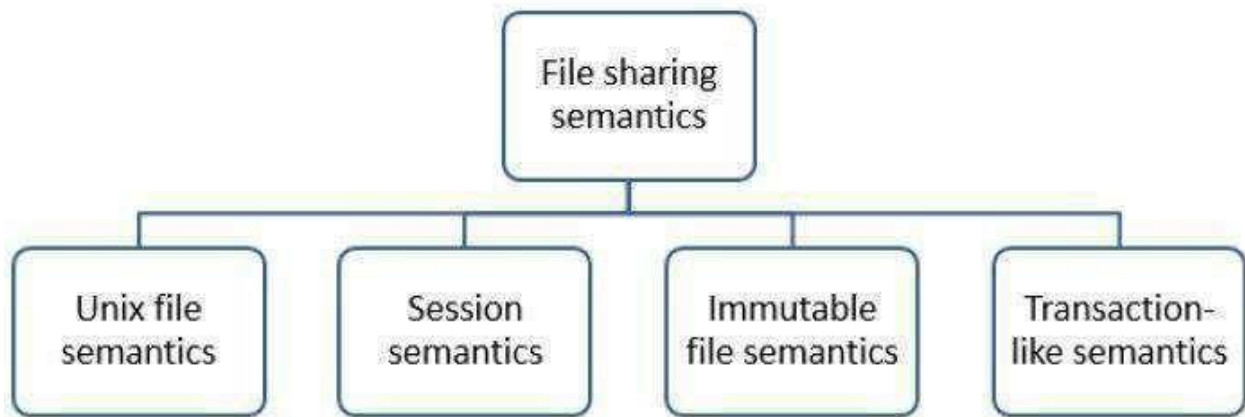 File sharing
semantics
Unix file
semantics
Session
semantics
Immutable
file semantics
Transaction-
like semantics